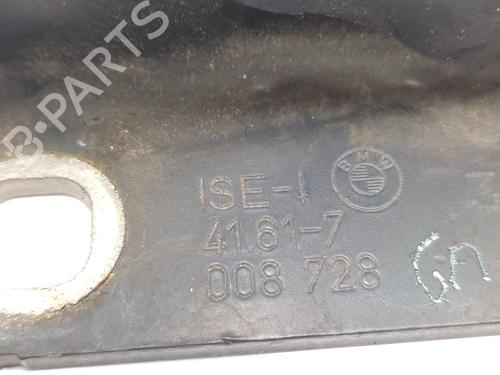 B-PARTS
ISE-I BMW
41.61-7
008 728
GA